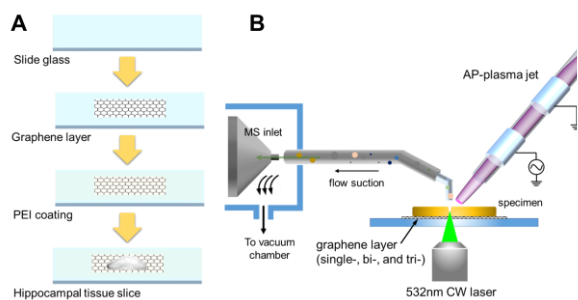 A
Slide glass
Graphene layer
PEI coating
Hippocampal tissue slice
B
AP-plasma jet
MS inlet
flow suction
specimen
To vacuum
chamber
graphene layer
(single-, bi-, and tri-)
532nm CW laser